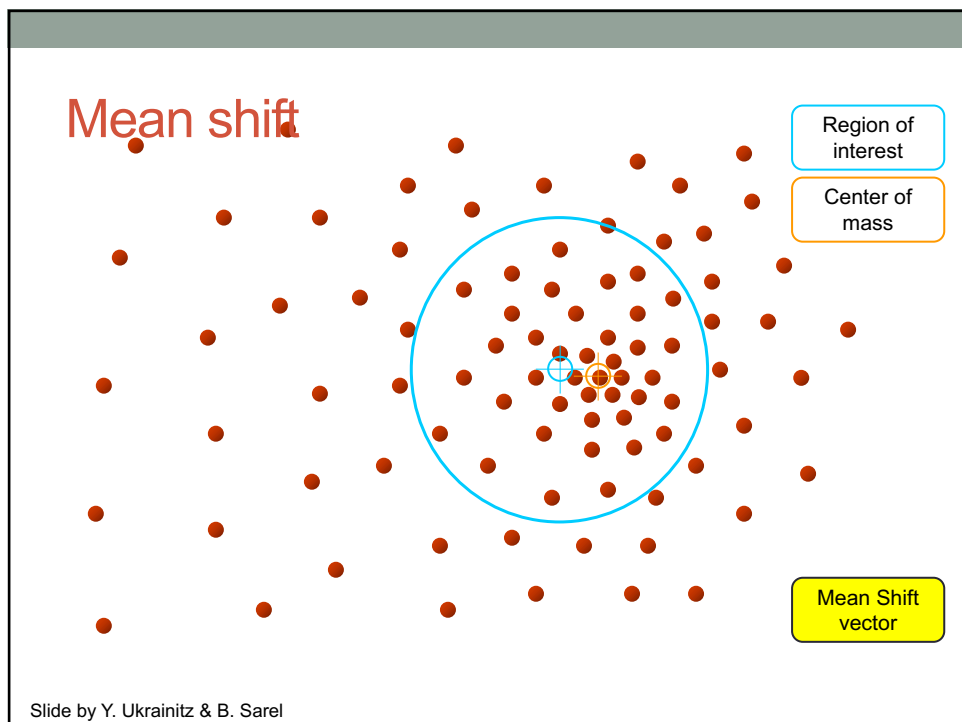 Mean shift
Region of
interest
Center of
mass
Mean Shift
vector
Slide by Y. Ukrainitz & B. Sarel